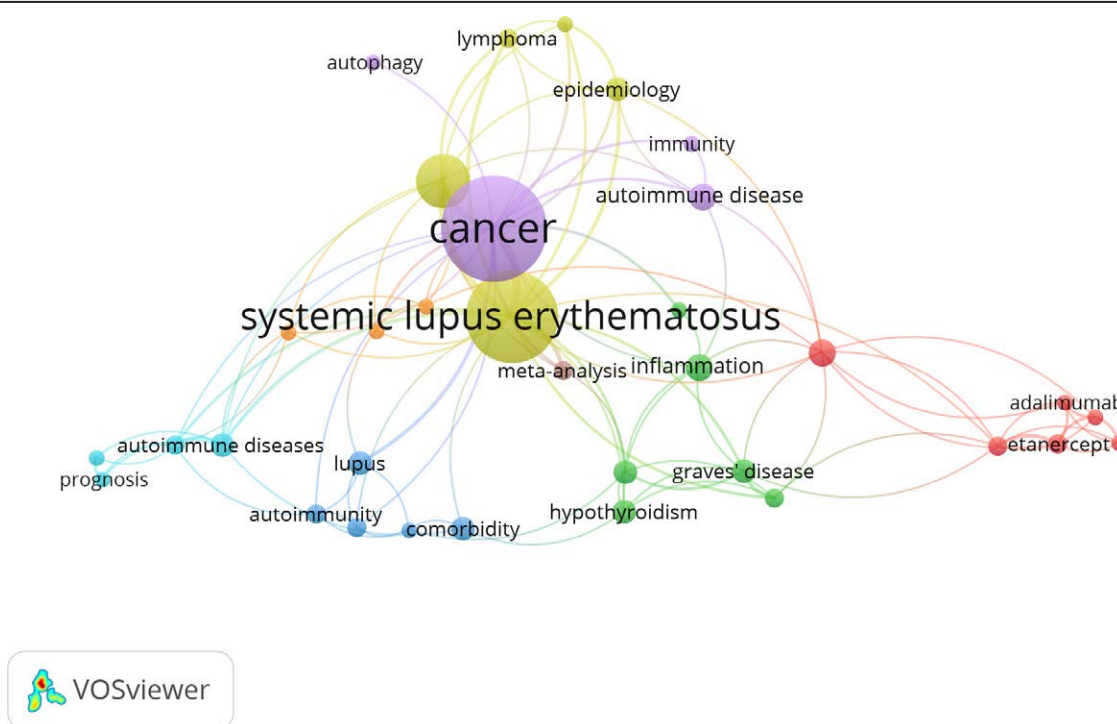 lymphoma
autophagy
epidemiology
immunity
autoimmune disease
cancer
systemic lupus erythematosus
meta-analysis
inflammation
adalimumab
autoimmune diseases
etanercept
lupus
graves' disease
prognosis
autoimmunity
hypothyroidism
comorbidity
VOSviewer